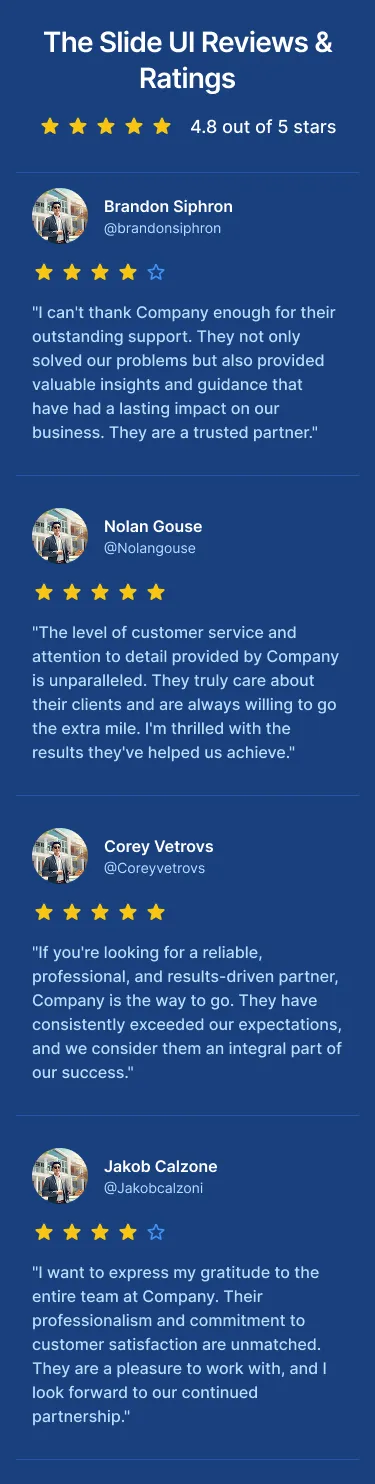 The Slide UI Reviews &
Ratings
4.8 out of 5 stars
Brandon Siphron
@brandonsiphron
"I can't thank Company enough for their
outstanding support. They not only
solved our problems but also provided
valuable insights and guidance that
have had a lasting impact on our
business. They are a trusted partner."
Nolan Gouse
@Nolangouse
"The level of customer service and
attention to detail provided by Company
is unparalleled. They truly care about
their clients and are always willing to go
the extra mile. I'm thrilled with the
results they've helped us achieve."
Corey Vetrovs
@Coreyvetrovs
"If you're looking for a reliable,
professional, and results-driven partner,
Company is the way to go. They have
consistently exceeded our expectations,
and we consider them an integral part of
our success."
Jakob Calzone
@Jakobcalzoni
"I want to express my gratitude to the
entire team at Company. Their
professionalism and commitment to
customer satisfaction are unmatched.
They are a pleasure to work with, and I
look forward to our continued
partnership."